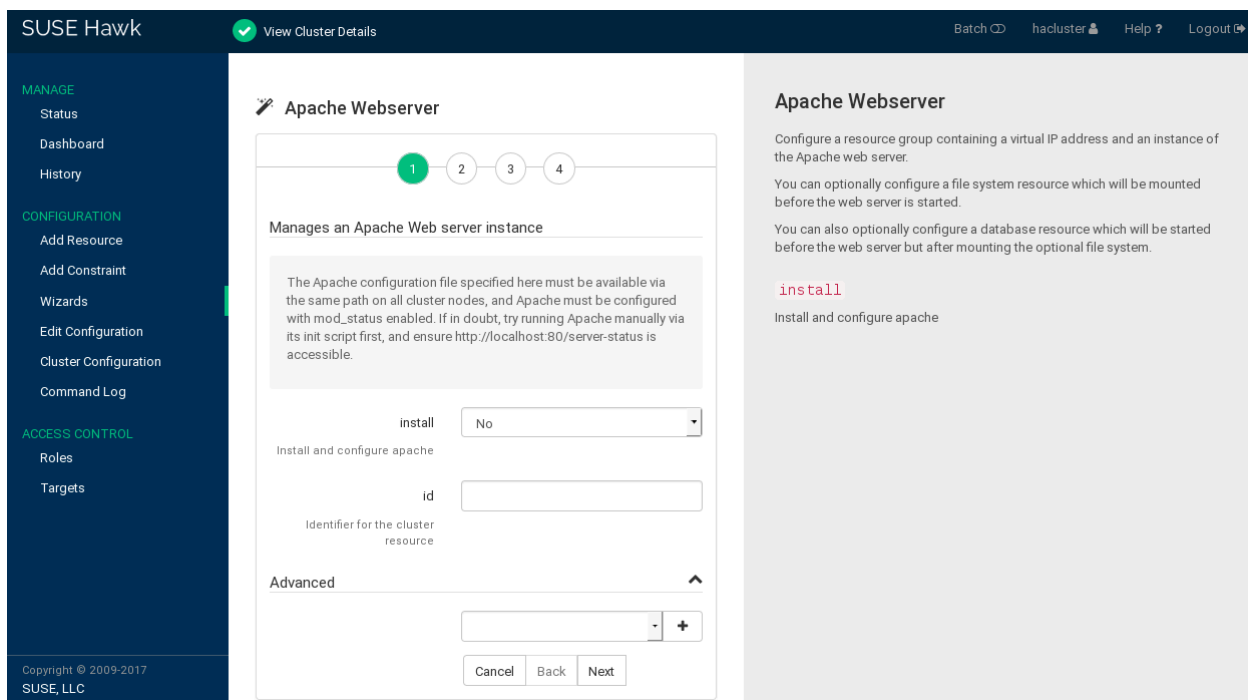 SUSE Hawk
View Cluster Details
Batch
hacluster
Help ?
Logout
MANAGE
Status
Dashboard
History
CONFIGURATION
Add Resource
Add Constraint
Wizards
Edit Configuration
Cluster Configuration
Command Log
ACCESS CONTROL
Roles
Targets
Copyright © 2009-2017
SUSE, LLC
Apache Webserver
1 2 3 4
Manages an Apache Web server instance
The Apache configuration file specified here must be available via
the same path on all cluster nodes, and Apache must be configured
with mod_status enabled. If in doubt, try running Apache manually via
its init script first, and ensure http://localhost:80/server-status is
accessible.
install
No
Install and configure apache
id
Identifier for the cluster
resource
Advanced
+
Cancel Back Next
Apache Webserver
Configure a resource group containing a virtual IP address and an instance of
the Apache web server.
You can optionally configure a file system resource which will be mounted
before the web server is started.
You can also optionally configure a database resource which will be started
before the web server but after mounting the optional file system.
install
Install and configure apache